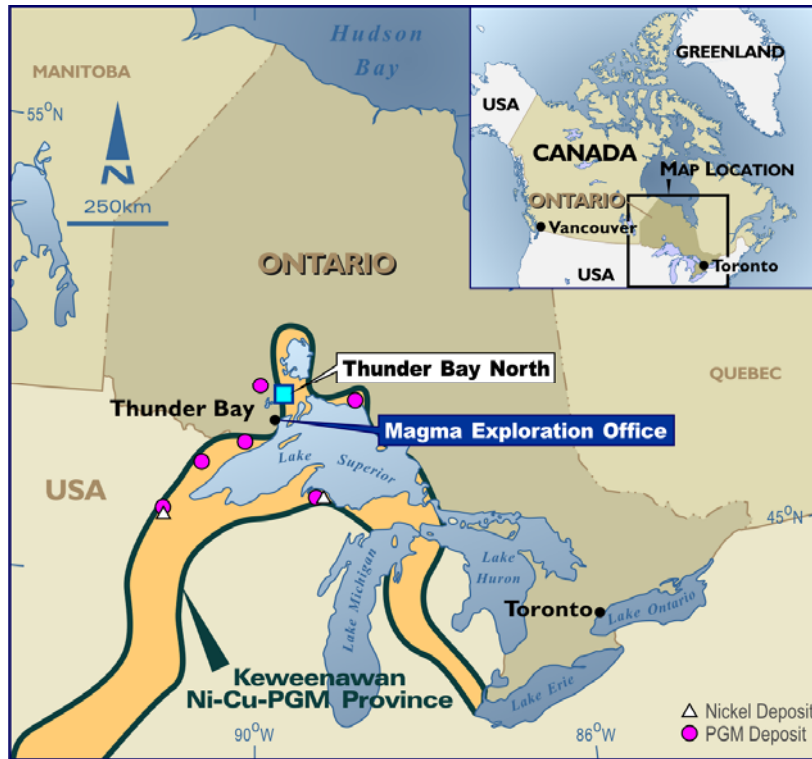 Hudson
Bay
MANITOBA
55°N
N
250km
ONTARIO
GREENLAND
USA
CANADA
MAP LOCATION
ONTARIO
Vancouver
Toronto
USA
Thunder Bay North
QUEBEC
Thunder Bay
Magma Exploration Office
Lake
Superior
USA
45°N
Lake Michigan
Lake
Huron
Toronto
Lake Ontario
Keweenawan
Ni-Cu-PGM Province
Lake Erie
Nickel Deposit
PGM Deposit
90°N
86°N